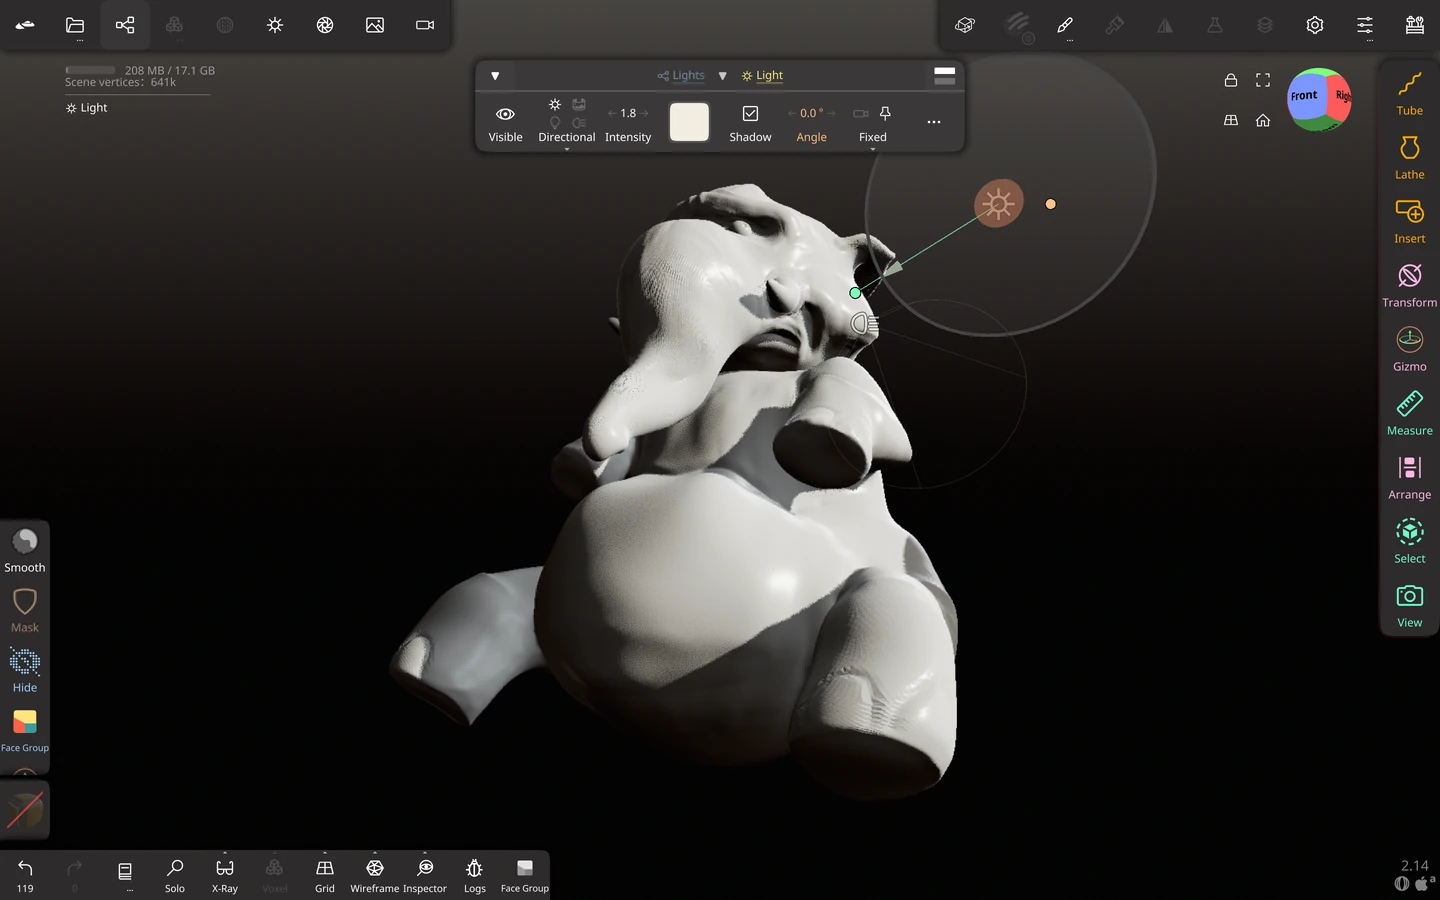 208 MB / 17.1 GB
Scene vertices: 641k
Light
Lights
Light
Visible
Directional
1.8
Intensity
Shadow
0.0 °
Angle
Fixed
...
Front
Righ
Tube
Lathe
Insert
Transform
Gizmo
Measure
Arrange
Select
View
Smooth
Mask
Hide
Face Group
119
0
...
Solo
X-Ray
Voxel
Grid
Wireframe
Inspector
Logs
Face Group
2.14
a